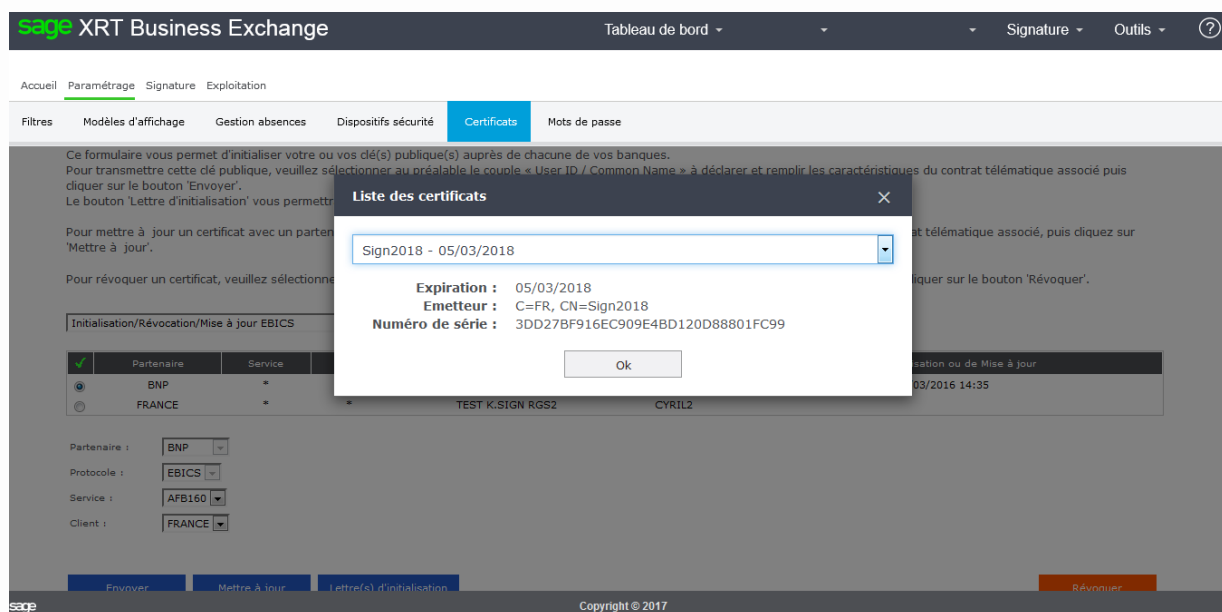 sage XRT Business Exchange Tableau de bord Signature Outils ?
Accueil Paramétrage Signature Exploitation
Filtres Modèles d'affichage Gestion absences Dispositifs sécurité Certificats Mots de passe
Ce formulaire vous permet d'initialiser votre ou vos clé(s) publique(s) auprès de chacune de vos banques.
Pour transmettre cette clé publique, veuillez sélectionner au préalable le couple « User ID / Common Name » à déclarer et remplir les caractéristiques du contrat télématique associé puis
cliquer sur le bouton 'Envoyer'.
Le bouton 'Lettre d'initialisation' vous permettr
Pour mettre à jour un certificat avec un parten at télématique associé, puis cliquez sur
'Mettre à jour'.
Pour révoquer un certificat, veuillez sélectionne liquer sur le bouton 'Révoquer'.
Liste des certificats ×
Sign2018 - 05/03/2018
Expiration : 05/03/2018
Emetteur : C=FR, CN=Sign2018
Numéro de série : 3DD27BF916EC909E4BD120D88801FC99
Ok
Initialisation/Révocation/Mise à jour EBICS
Partenaire Service isation ou de Mise à jour
BNP * 03/2016 14:35
FRANCE * * TEST K.SIGN RGS2 CYRIL2
Partenaire : BNP
Protocole : EBICS
Service : AFB160
Client : FRANCE
Envoyer Mettre à jour Lettre(s) d'initialisation Révoquer
sage Copyright © 2017